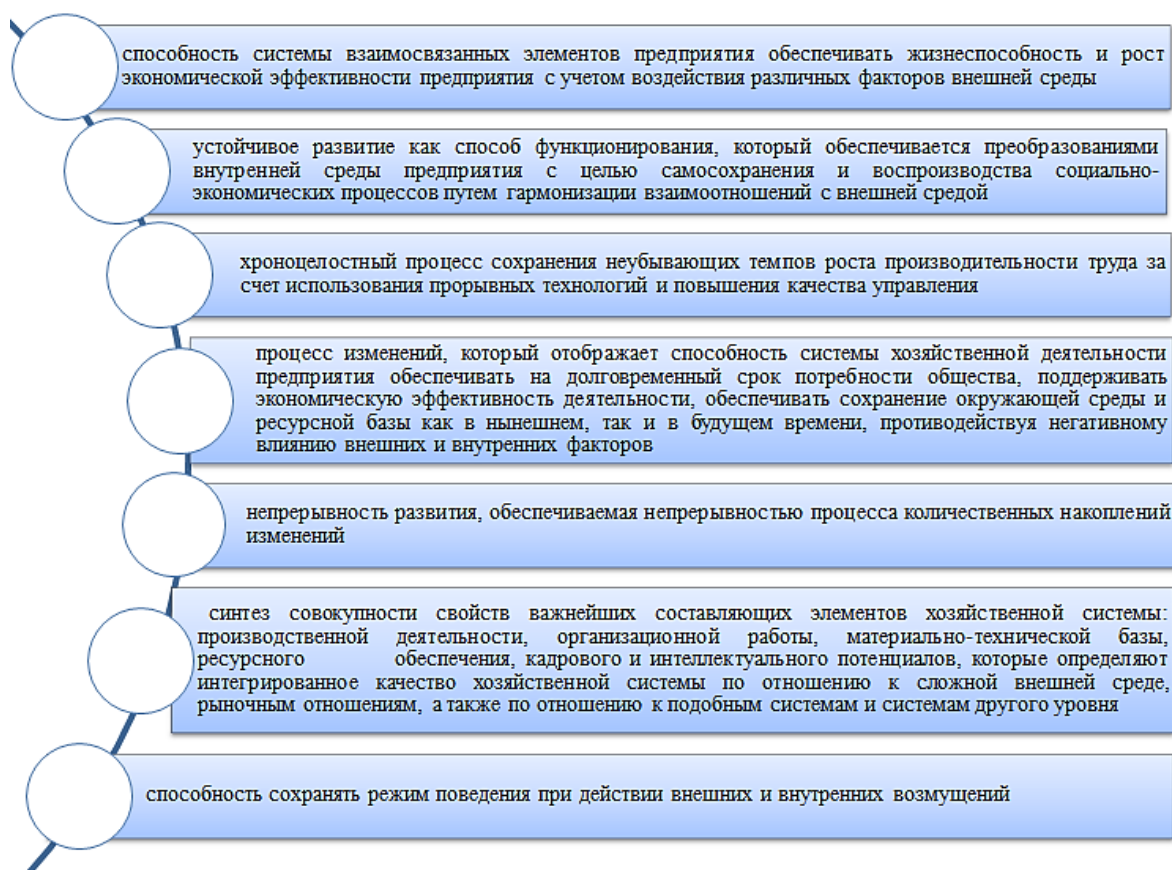 способность системы взаимосвязанных элементов предприятия обеспечивать жизнеспособность и рост
экономической эффективности предприятия с учетом воздействия различных факторов внешней среды
устойчивое развитие как способ функционирования, который обеспечивается преобразованиями
внутренней среды предприятия с целью самосохранения и воспроизводства социально-
экономических процессов путем гармонизации взаимоотношений с внешней средой
хроноцелостный процесс сохранения неубывающих темпов роста производительности труда за
счет использования прорывных технологий и повышения качества управления
процесс изменений, который отображает способность системы хозяйственной деятельности
предприятия обеспечивать на долговременный срок потребности общества, поддерживать
экономическую эффективность деятельности, обеспечивать сохранение окружающей среды и
ресурсной базы как в нынешнем, так и в будущем времени, противодействуя негативному
влиянию внешних и внутренних факторов
непрерывность развития, обеспечиваемая непрерывностью процесса количественных накоплений
изменений
синтез совокупности свойств важнейших составляющих элементов хозяйственной системы:
производственной деятельности, организационной работы, материально-технической базы,
ресурсного обеспечения, кадрового и интеллектуального потенциалов, которые определяют
интегрированное качество хозяйственной системы по отношению к сложной внешней среде,
рыночным отношениям, а также по отношению к подобным системам и системам другого уровня
способность сохранять режим поведения при действии внешних и внутренних возмущений